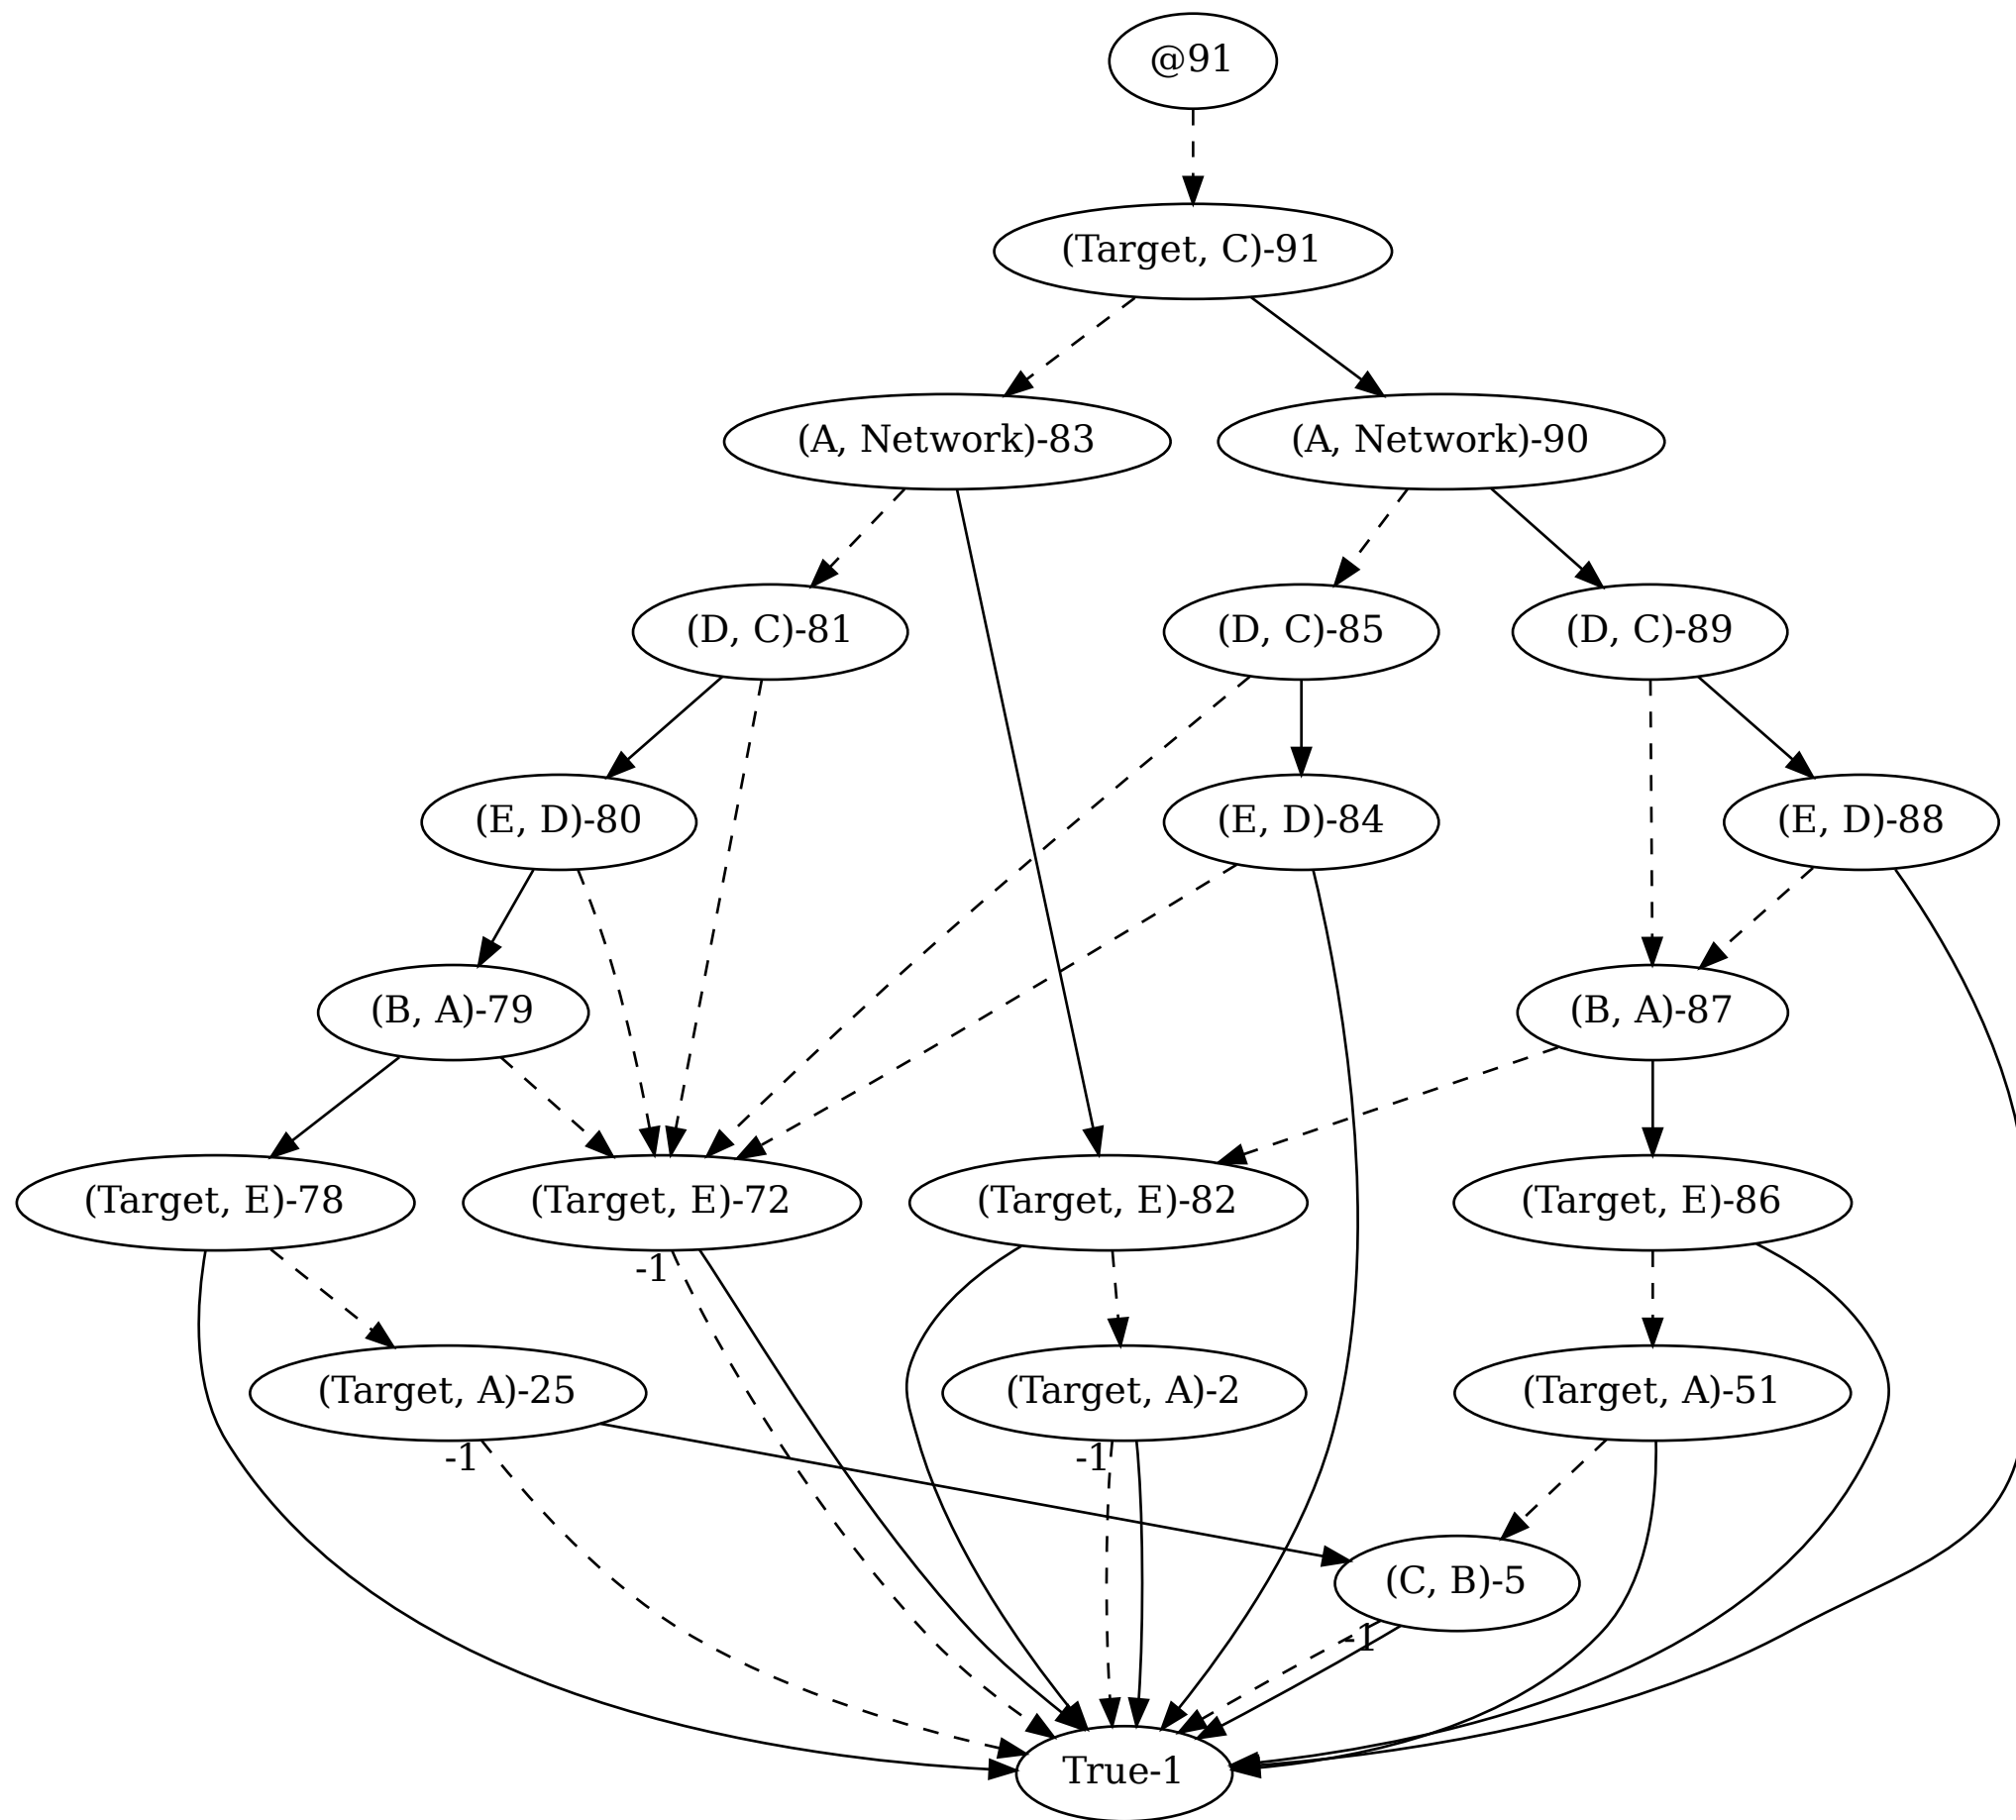 @91
(Target, C)-91
(A, Network)-83
(A, Network)-90
(D, C)-81
(D, C)-85
(D, C)-89
(E, D)-80
(E, D)-84
(E, D)-88
(B, A)-79
(B, A)-87
(Target, E)-78
(Target, E)-72
(Target, E)-82
(Target, E)-86
-1
(Target, A)-25
(Target, A)-2
(Target, A)-51
-1
-1
(C, B)-5
-1
True-1